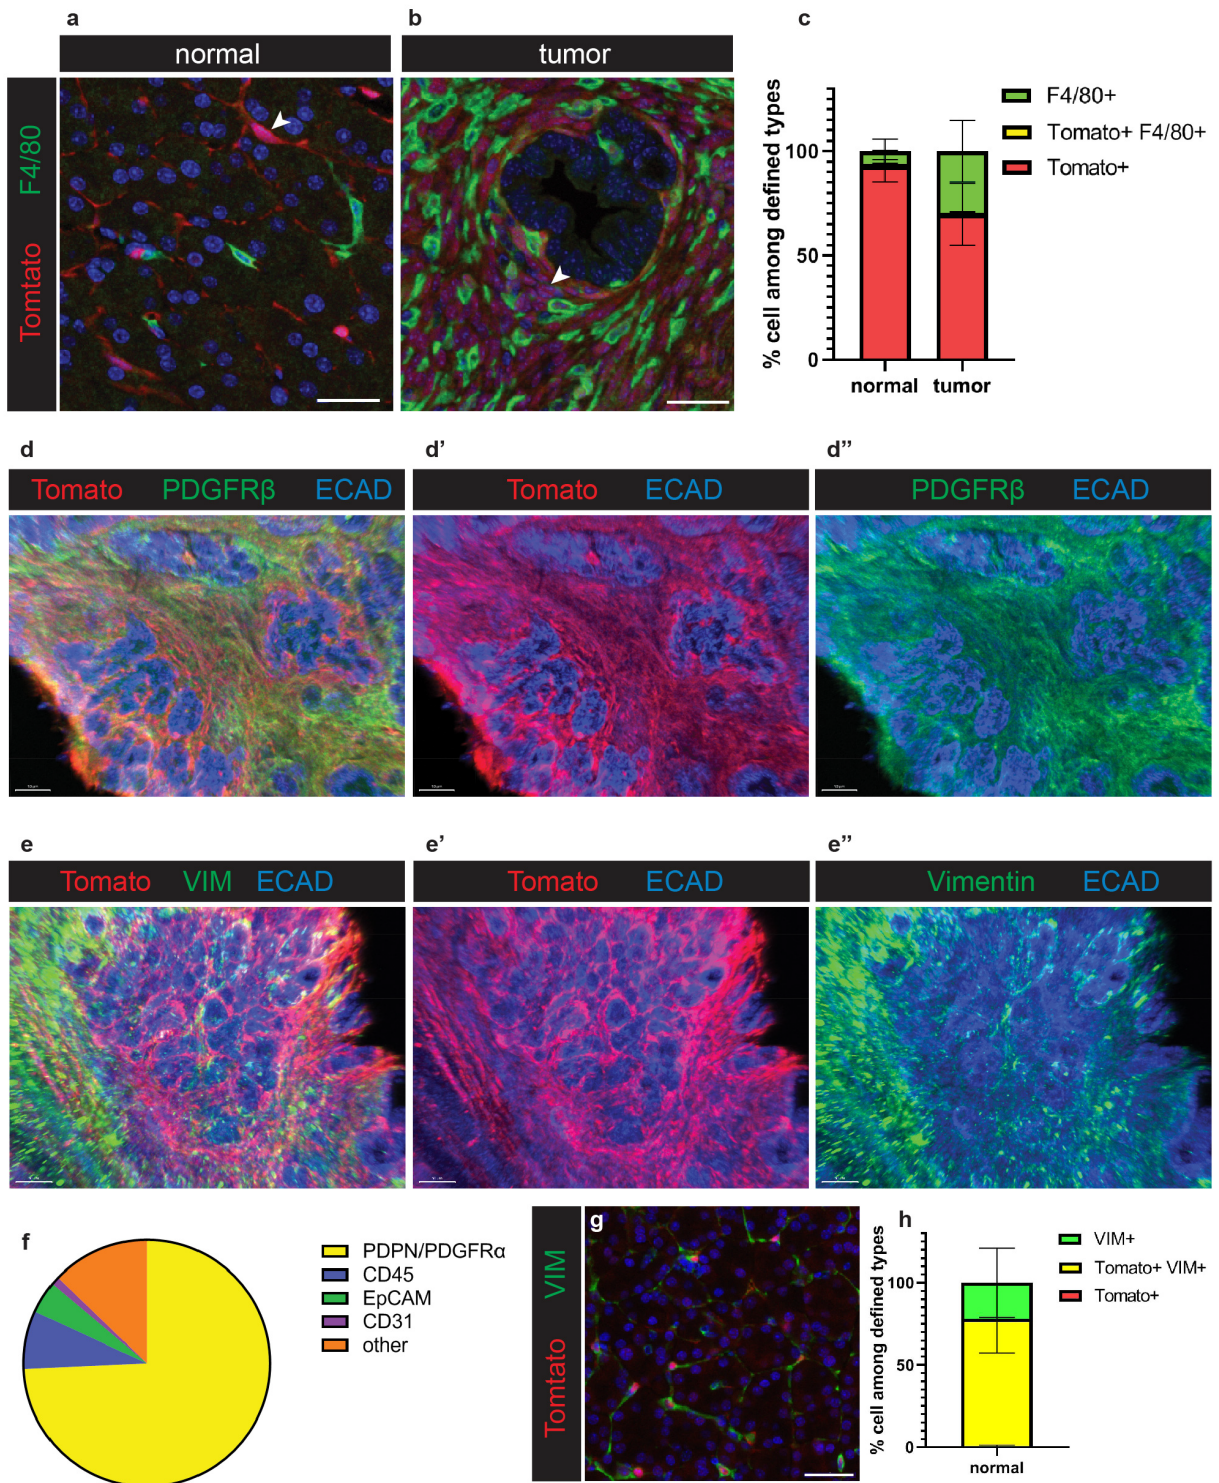 a
b
c
normal
tumor
Tomtato F4/80
% cell among defined types
100
50
0
normal
tumor
F4/80+
Tomato+ F4/80+
Tomato+
d
d’
d”
Tomato PDGFRβ ECAD
Tomato ECAD
PDGFRβ ECAD
e
e’
e”
Tomato VIM ECAD
Tomato ECAD
Vimentin ECAD
f
PDPN/PDGFRα
CD45
EpCAM
CD31
other
Tomtato VIM
g
h
% cell among defined types
100
50
0
normal
VIM+
Tomato+ VIM+
Tomato+